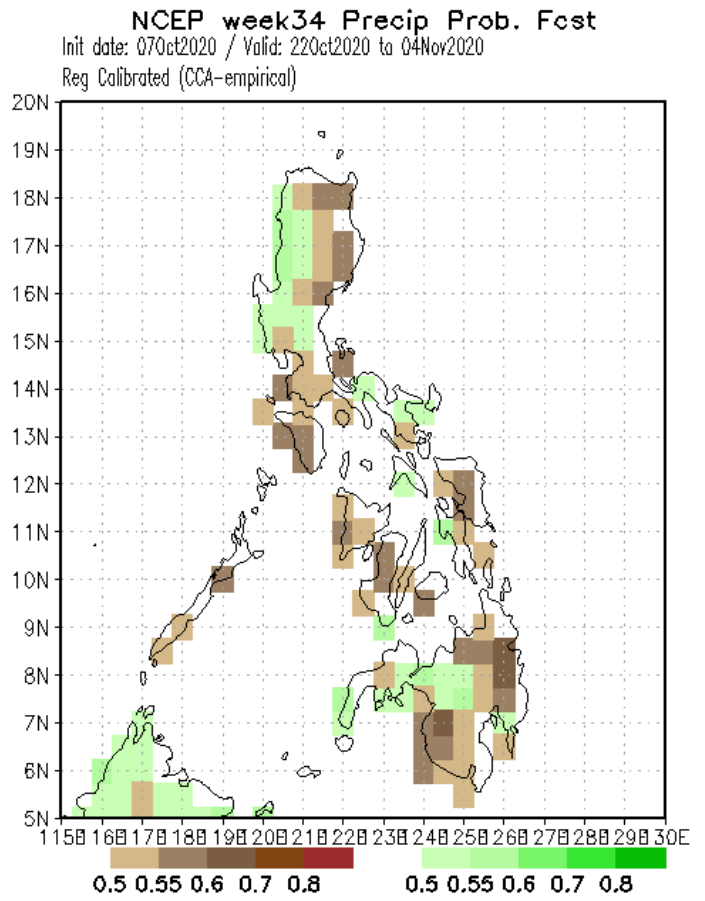 NCEP week34 Precip Prob. Fcst
Init date: 07Oct2020 / Valid: 22Oct2020 to 04Nov2020
Reg Calibrated (CCA-empirical)
20N
19N
18N
17N
16N
15N
14N
13N
12N
11N
10N
9N
8N
7N
6N
5N
115E 116E 117E 118E 119E 120E 121E 122E 123E 124E 125E 126E 127E 128E 129E 130E
0.5 0.55 0.6 0.7 0.8 0.5 0.55 0.6 0.7 0.8